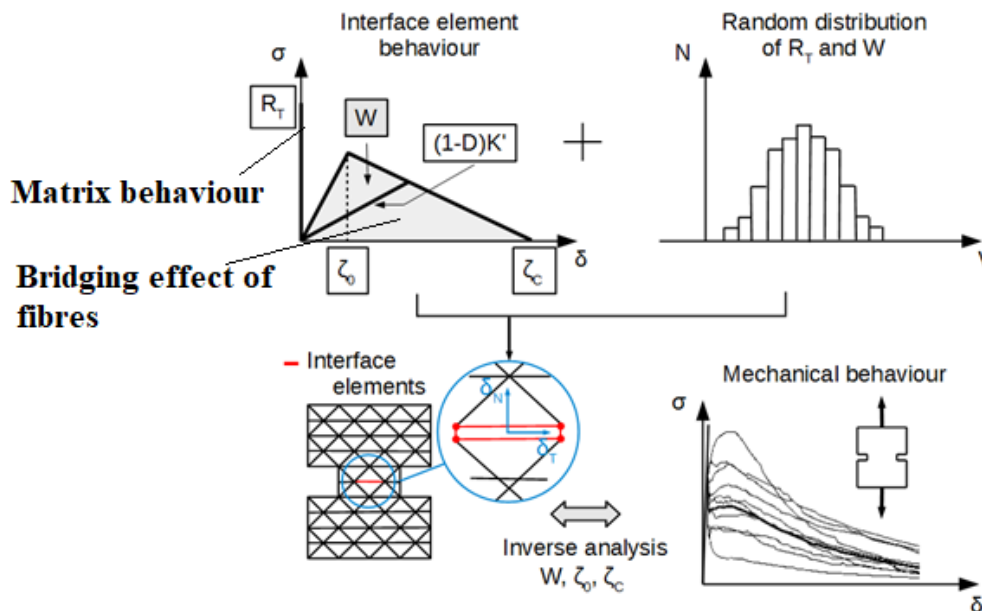 Interface element
behaviour
Random distribution
of R_T and W
σ
N
R_T
W
(1-D)K'
Matrix behaviour
Bridging effect of
fibres
ζ_0
ζ_C
δ
Interface
elements
δ_N
δ_T
Mechanical behaviour
σ
Inverse analysis
W, ζ_0, ζ_C
δ